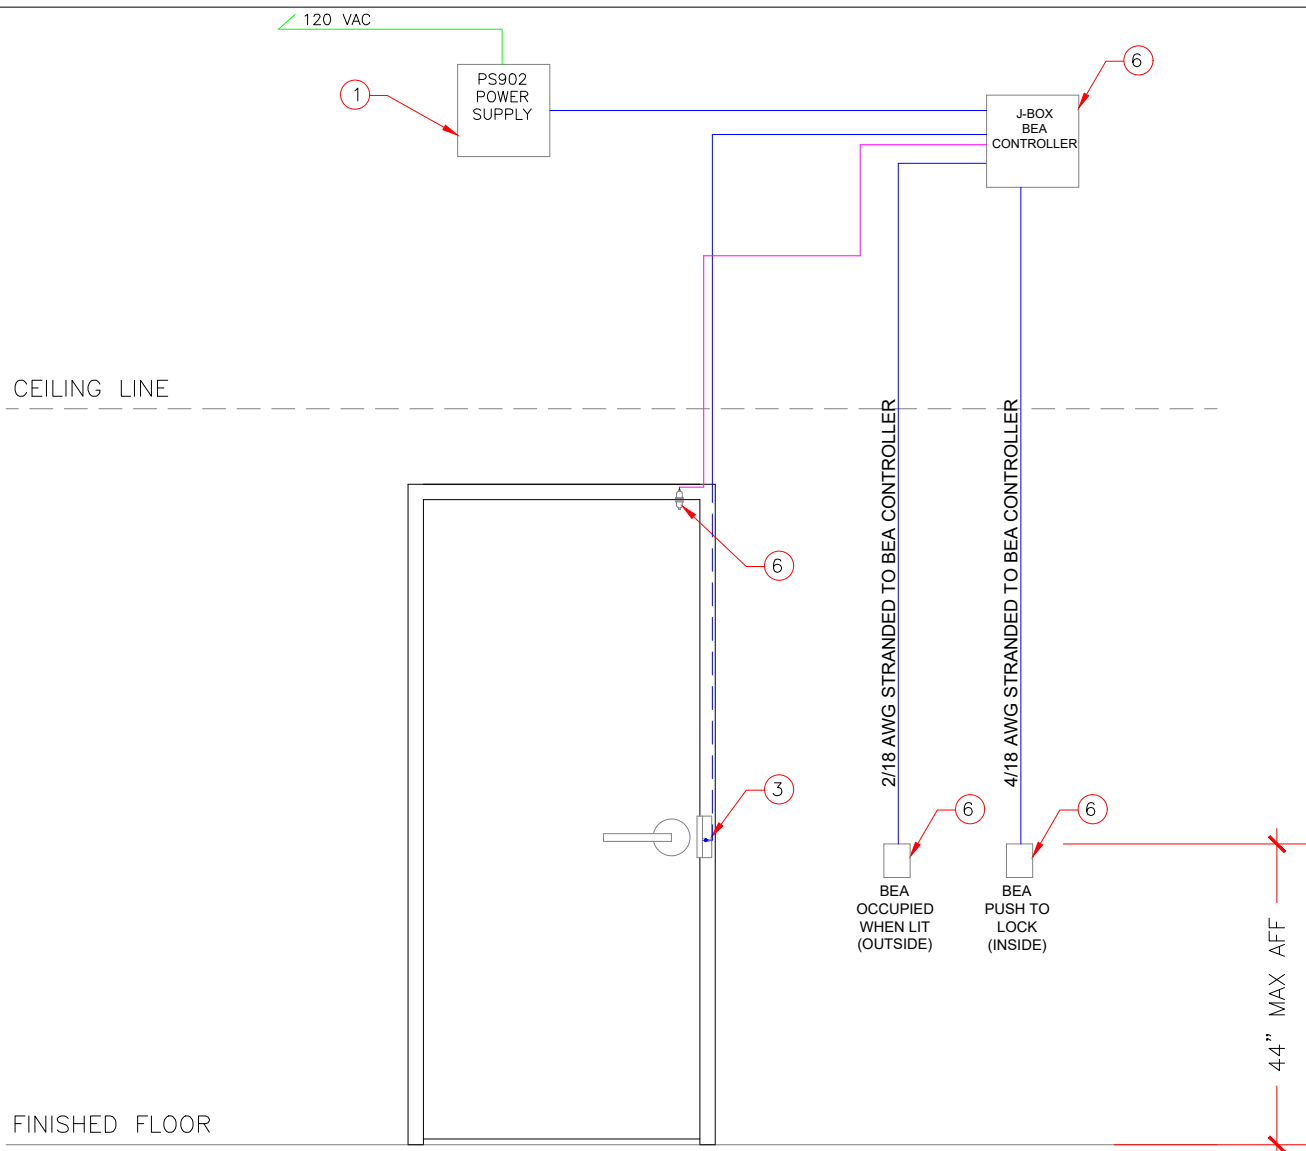 120 VAC
PS902
POWER
SUPPLY
1
6
J-BOX
BEA
CONTROLLER
CEILING LINE
2/18 AWG STRANDED TO BEA CONTROLLER
4/18 AWG STRANDED TO BEA CONTROLLER
6
3
6
6
BEA
OCCUPIED
WHEN LIT
(OUTSIDE)
BEA
PUSH TO
LOCK
(INSIDE)
44" MAX AFF
FINISHED FLOOR